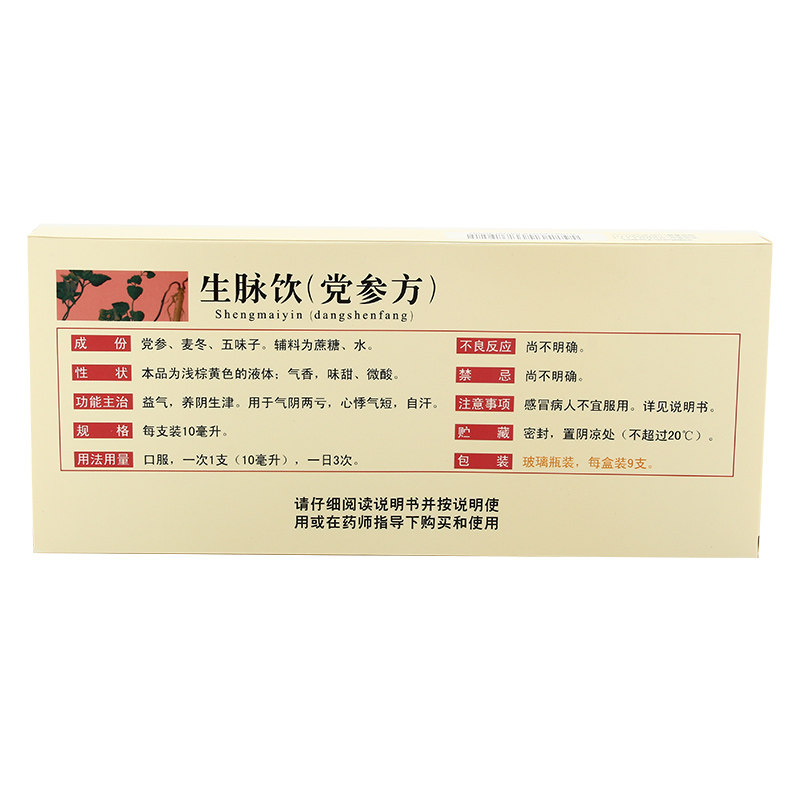 生脉饮（党参方）
Shengmaiyin (dangshenfang)
成份 党参、麦冬、五味子。辅料为蔗糖、水。
性状 本品为浅棕黄色的液体；气香，味甜、微酸。
功能主治 益气，养阴生津。用于气阴两亏，心悸气短，自汗。
规格 每支装10毫升。
用法用量 口服，一次1支（10毫升），一日3次。
不良反应 尚不明确。
禁忌 尚不明确。
注意事项 感冒病人不宜服用。详见说明书。
贮藏 密封，置阴凉处（不超过20℃）。
包装 玻璃瓶装，每盒装9支。
请仔细阅读说明书并按说明使
用或在药师指导下购买和使用